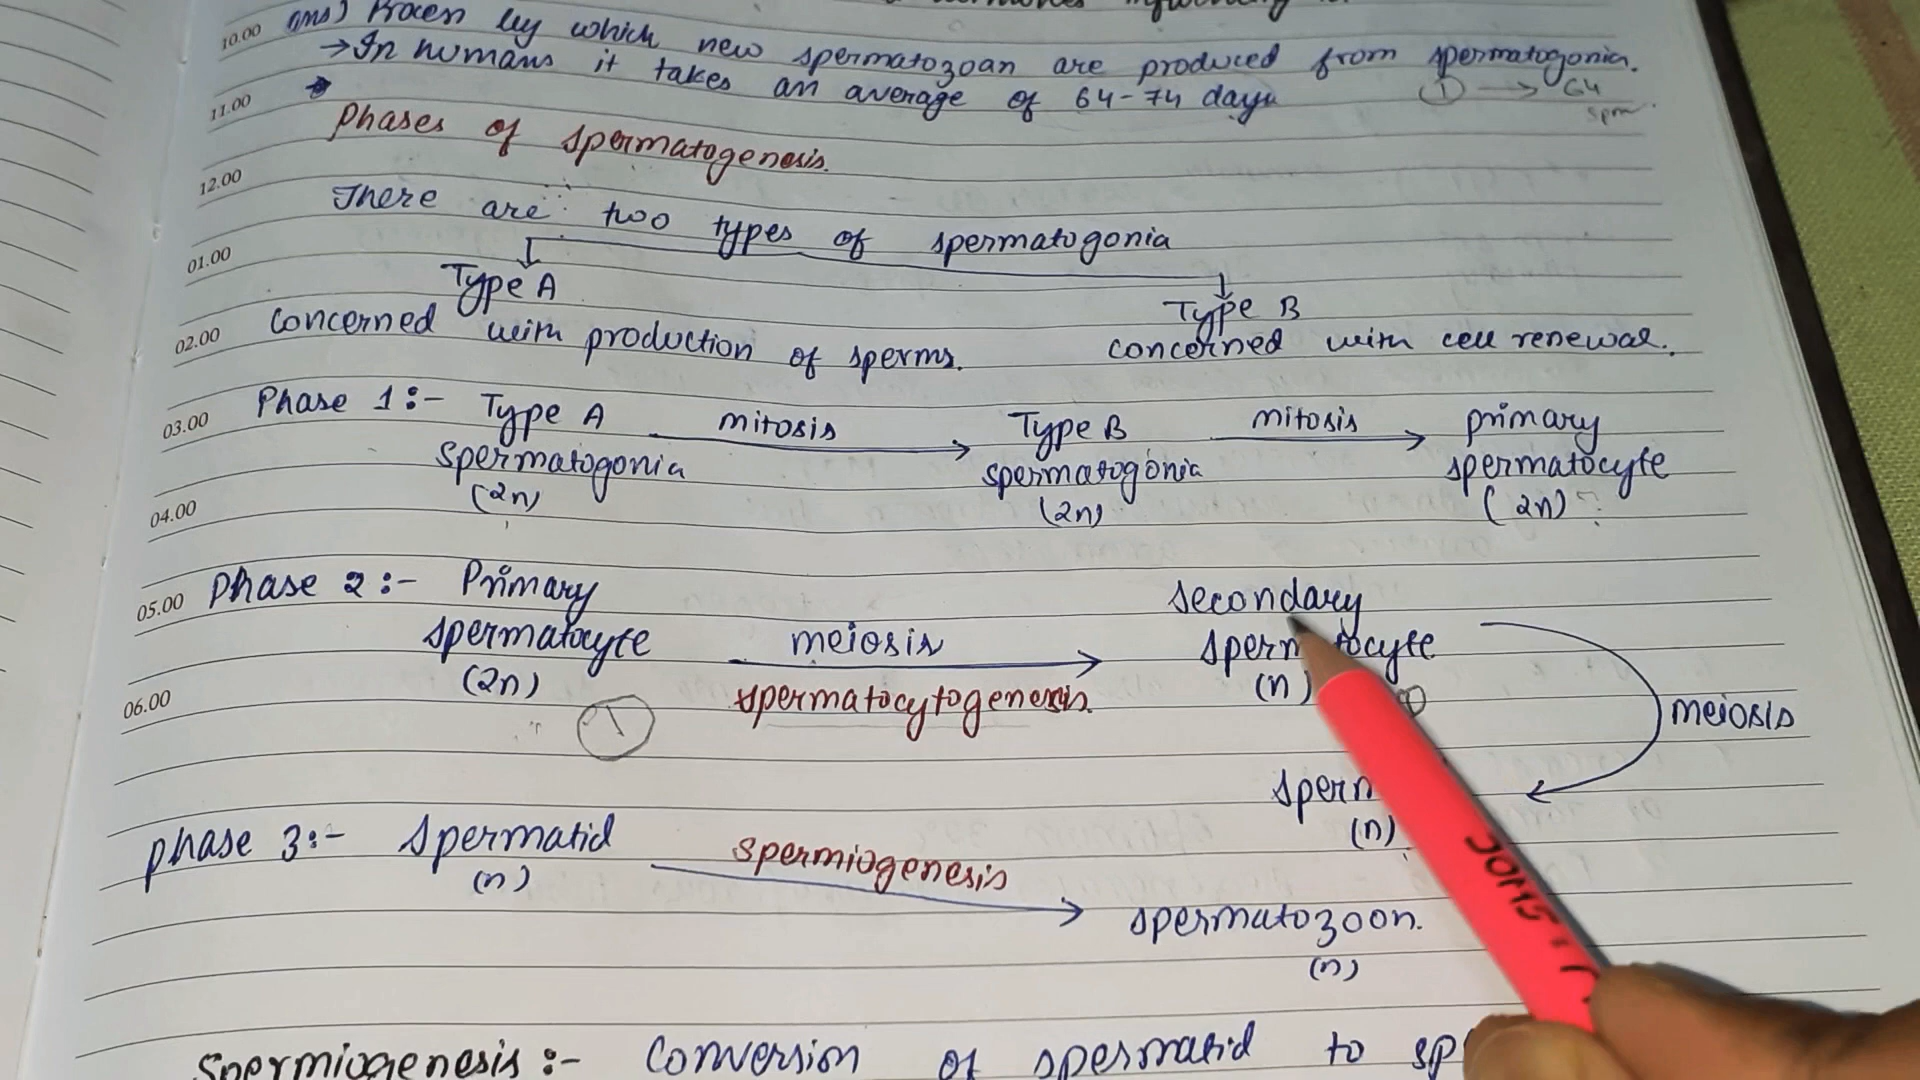 10.00 Ans) Process by which new spermatozoan are produced from spermatogonia.
→In humans it takes an average of 64-74 days
11.00
1 → 64
Phases of spermatogenesis.
12.00
There are two types of spermatogonia
01.00
Type A
Type B
02.00 Concerned with production of sperms.
concerned with cell renewal.
03.00 Phase 1:- Type A mitosis Type B mitosis primary
spermatogonia spermatogonia spermatocyte
(2n) (2n) (2n)
04.00
05.00 Phase 2:- Primary secondary
spermatocyte meiosis
(2n) spermatocytogenesis. (n)
06.00
1
meiosis
(n)
phase 3:- Spermatid spermiogenesis
(n)
spermatozoon.
(n)
Spermiogenesis:- Conversion of spermatid to